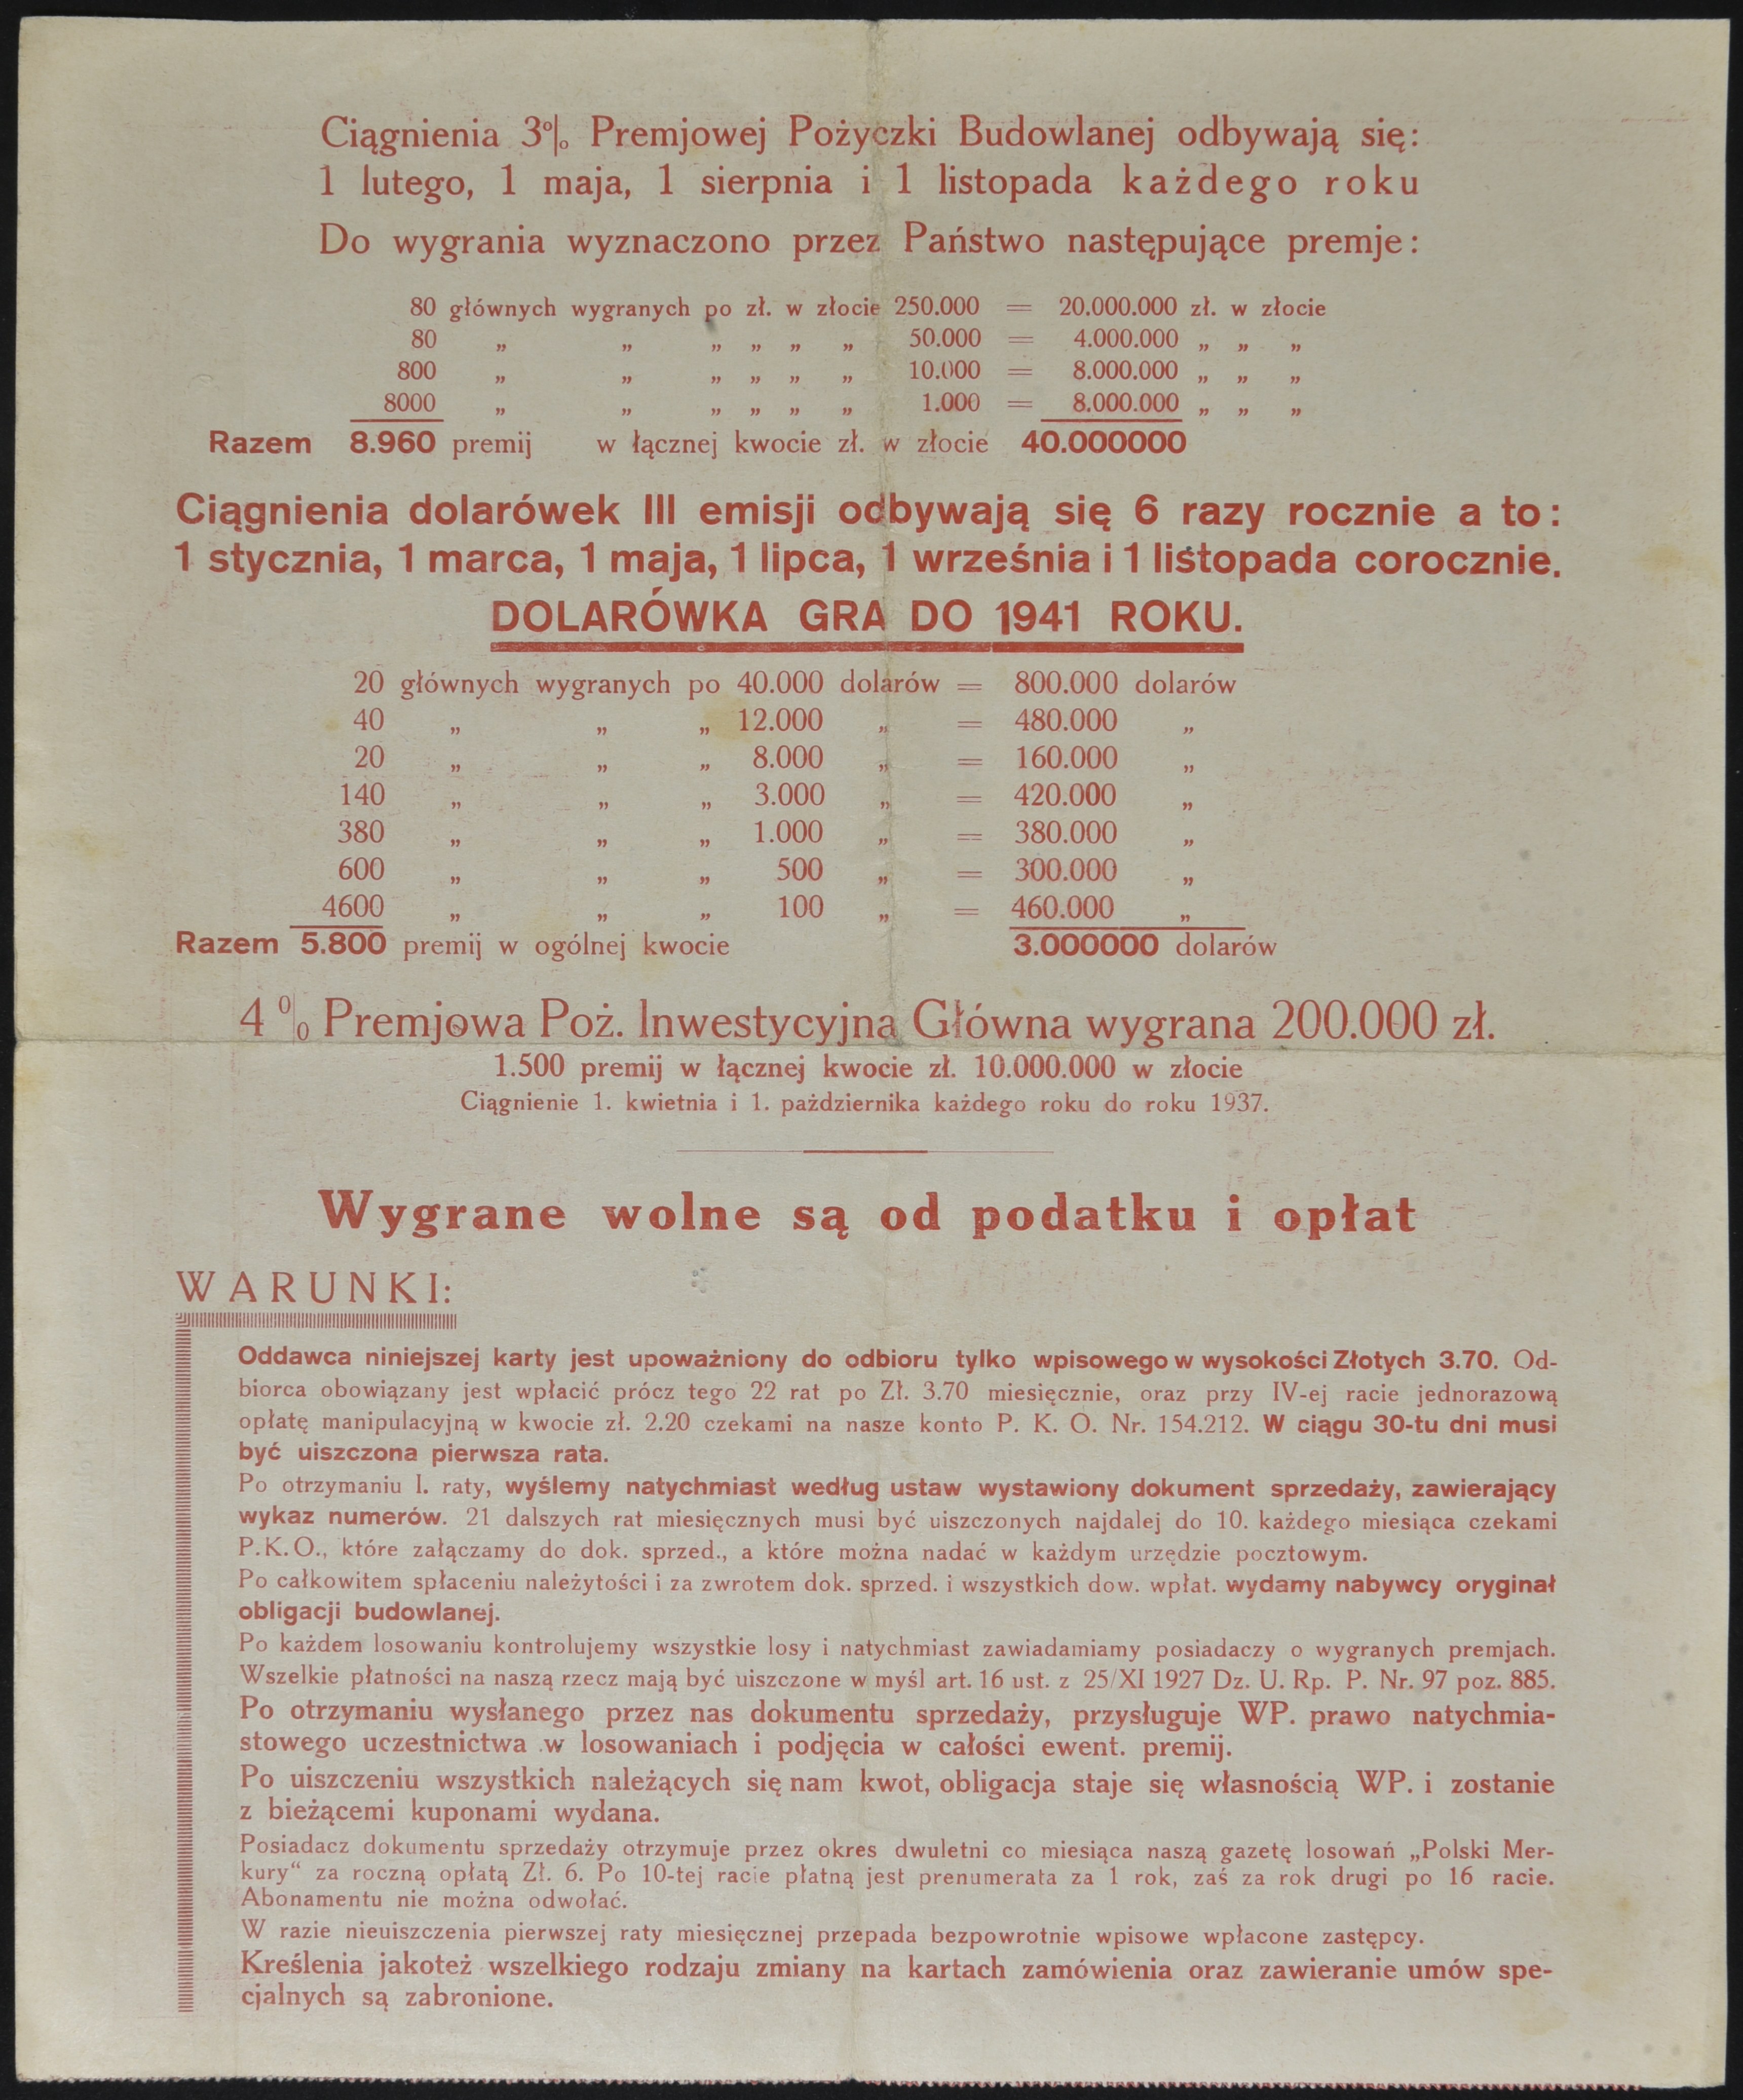 Ciągnienia 3% Premjowej Pożyczki Budowlanej odbywają się:
1 lutego, 1 maja, 1 sierpnia i 1 listopada każdego roku
Do wygrania wyznaczono przez Państwo następujące premje:
80 głównych wygranych po zł. w złocie 250.000 = 20.000.000 zł. w złocie
80 „ „ „ „ „ „ 50.000 = 4.000.000 „ „ „
800 „ „ „ „ „ „ 10.000 = 8.000.000 „ „ „
8000 „ „ „ „ „ „ 1.000 = 8.000.000 „ „ „
Razem 8.960 premij w łącznej kwocie zł. w złocie 40.000000
Ciągnienia dolarówek III emisji odbywają się 6 razy rocznie a to:
1 stycznia, 1 marca, 1 maja, 1 lipca, 1 września i 1 listopada corocznie.
DOLARÓWKA GRA DO 1941 ROKU.
20 głównych wygranych po 40.000 dolarów = 800.000 dolarów
40 „ „ „ 12.000 „ = 480.000 „
20 „ „ „ 8.000 „ = 160.000 „
140 „ „ „ 3.000 „ = 420.000 „
380 „ „ „ 1.000 „ = 380.000 „
600 „ „ „ 500 „ = 300.000 „
4600 „ „ „ 100 „ = 460.000 „
Razem 5.800 premij w ogólnej kwocie 3.000000 dolarów
4% Premjowa Poż. Inwestycyjna Główna wygrana 200.000 zł.
1.500 premij w łącznej kwocie zł. 10.000.000 w złocie
Ciągnienie 1. kwietnia i 1. października każdego roku do roku 1937.
Wygrane wolne są od podatku i opłat
WARUNKI:
Oddawca niniejszej karty jest upoważniony do odbioru tylko wpisowego w wysokości Złotych 3.70. Od-
biorca obowiązany jest wpłacić prócz tego 22 rat po Zł. 3.70 miesięcznie, oraz przy IV-ej racie jednorazową
opłatę manipulacyjną w kwocie zł. 2.20 czekami na nasze konto P. K. O. Nr. 154.212. W ciągu 30-tu dni musi
być uiszczona pierwsza rata.
Po otrzymaniu I. raty, wyślemy natychmiast według ustaw wystawiony dokument sprzedaży, zawierający
wykaz numerów. 21 dalszych rat miesięcznych musi być uiszczonych najdalej do 10. każdego miesiąca czekami
P.K.O., które załączamy do dok. sprzed., a które można nadać w każdym urzędzie pocztowym.
Po całkowitem spłaceniu należytości i za zwrotem dok. sprzed. i wszystkich dow. wpłat. wydamy nabywcy oryginał
obligacji budowlanej.
Po każdem losowaniu kontrolujemy wszystkie losy i natychmiast zawiadamiamy posiadaczy o wygranych premjach.
Wszelkie płatności na naszą rzecz mają być uiszczone w myśl art. 16 ust. z 25/XI 1927 Dz. U. Rp. P. Nr. 97 poz. 885.
Po otrzymaniu wysłanego przez nas dokumentu sprzedaży, przysługuje WP. prawo natychmia-
stowego uczestnictwa w losowaniach i podjęcia w całości ewent. premij.
Po uiszczeniu wszystkich należących się nam kwot, obligacja staje się własnością WP. i zostanie
z bieżącemi kuponami wydana.
Posiadacz dokumentu sprzedaży otrzymuje przez okres dwuletni co miesiąca naszą gazetę losowań „Polski Mer-
kury“ za roczną opłatą Zł. 6. Po 10-tej racie płatną jest prenumerata za 1 rok, zaś za rok drugi po 16 racie.
Abonamentu nie można odwołać.
W razie nieuiszczenia pierwszej raty miesięcznej przepada bezpowrotnie wpisowe wpłacone zastępcy.
Kreślenia jakoteż wszelkiego rodzaju zmiany na kartach zamówienia oraz zawieranie umów spe-
cjalnych są zabronione.